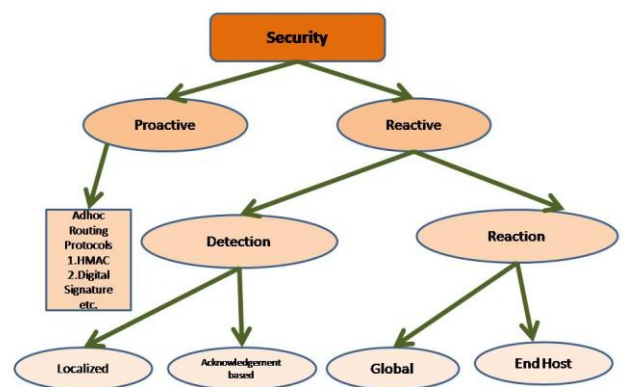 Security
Proactive
Reactive
Adhoc
Routing
Protocols
1.HMAC
2.Digital
Signature
etc.
Detection
Reaction
Localized
Acknowledgement
based
Global
End Host